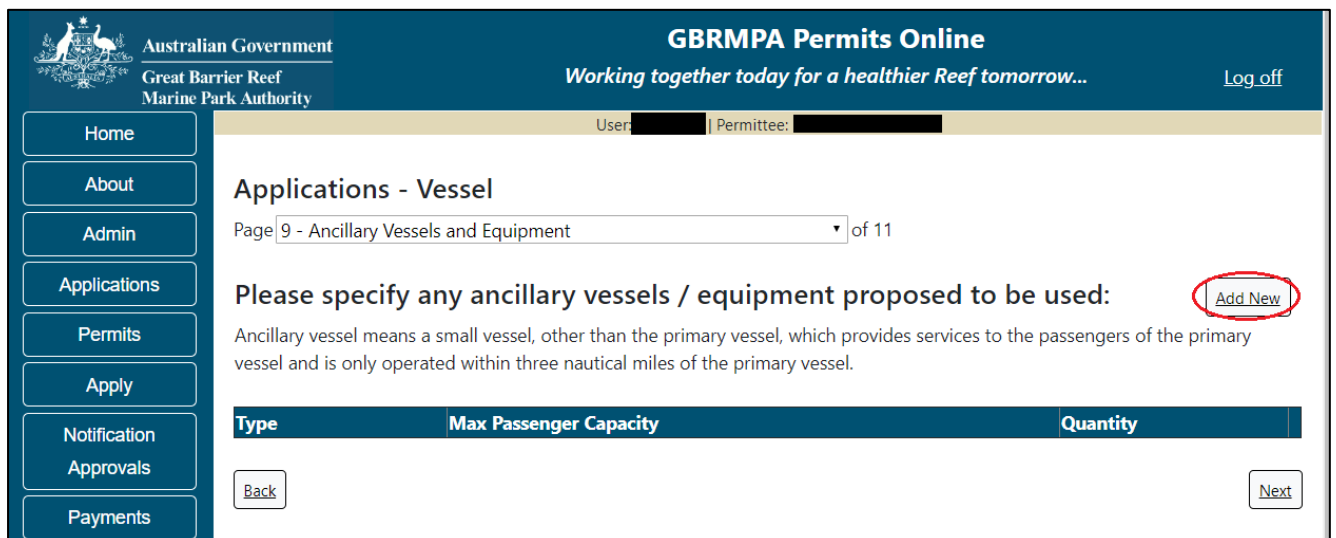 Australian Government
Great Barrier Reef
Marine Park Authority
GBRMPA Permits Online
Working together today for a healthier Reef tomorrow...
Log off
User: | Permittee:
Home
About
Admin
Applications
Permits
Apply
Notification
Approvals
Payments
Applications - Vessel
Page 9 - Ancillary Vessels and Equipment of 11
Please specify any ancillary vessels / equipment proposed to be used:
Add New
Ancillary vessel means a small vessel, other than the primary vessel, which provides services to the passengers of the primary
vessel and is only operated within three nautical miles of the primary vessel.
Type Max Passenger Capacity Quantity
Back
Next